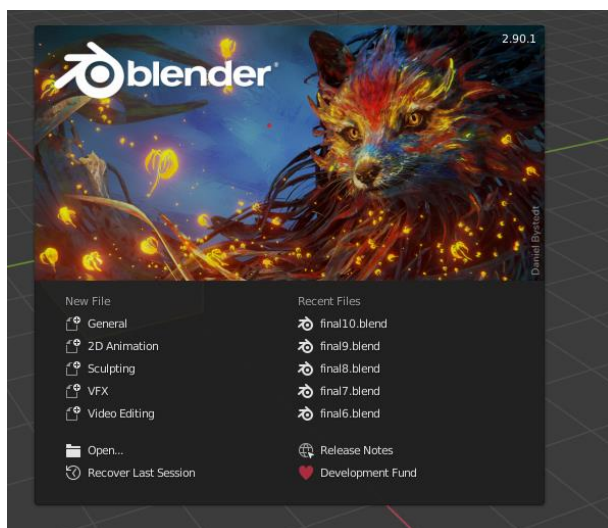 2.90.1
blender
Daniel Bystedt
New File
General
2D Animation
Sculpting
VFX
Video Editing
Open...
Recover Last Session
Recent Files
final10.blend
final9.blend
final8.blend
final7.blend
final6.blend
Release Notes
Development Fund